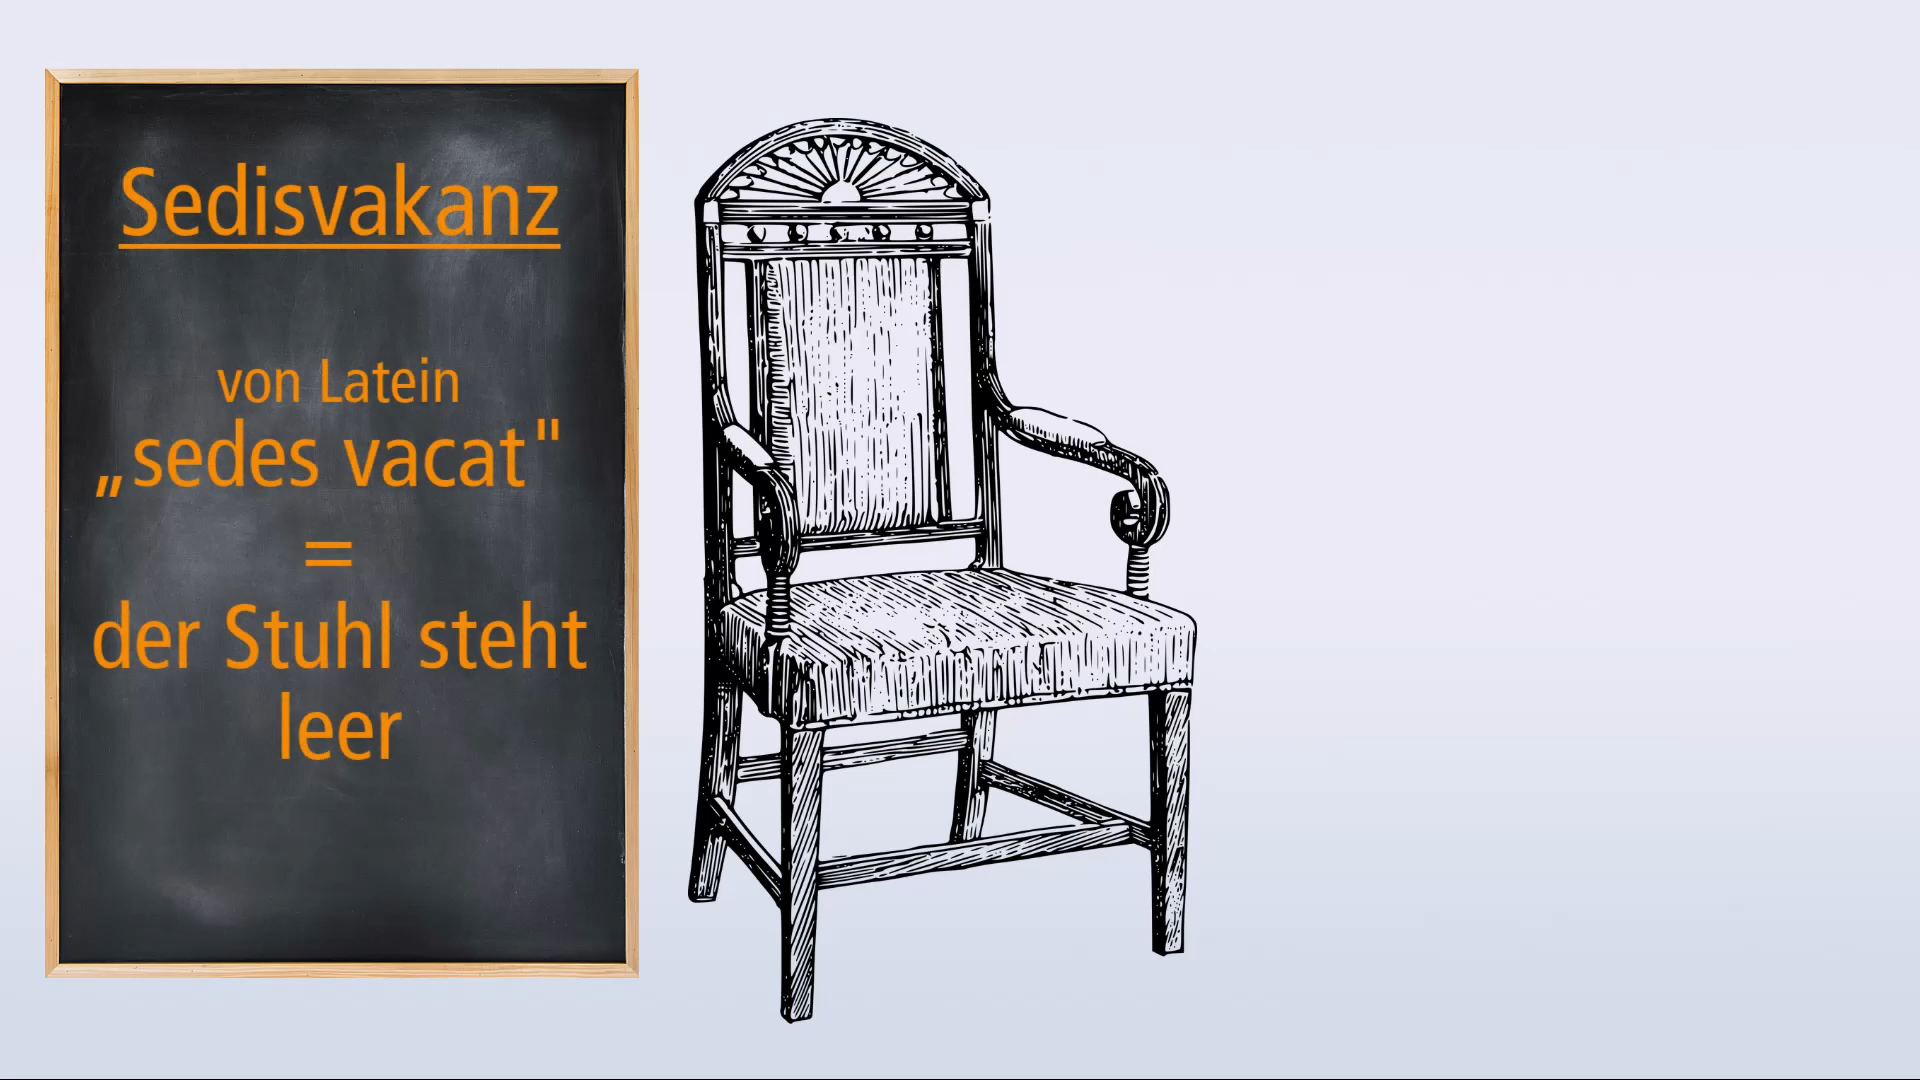 Sedisvakanz
von Latein
„sedes vacat"
=
der Stuhl steht
leer